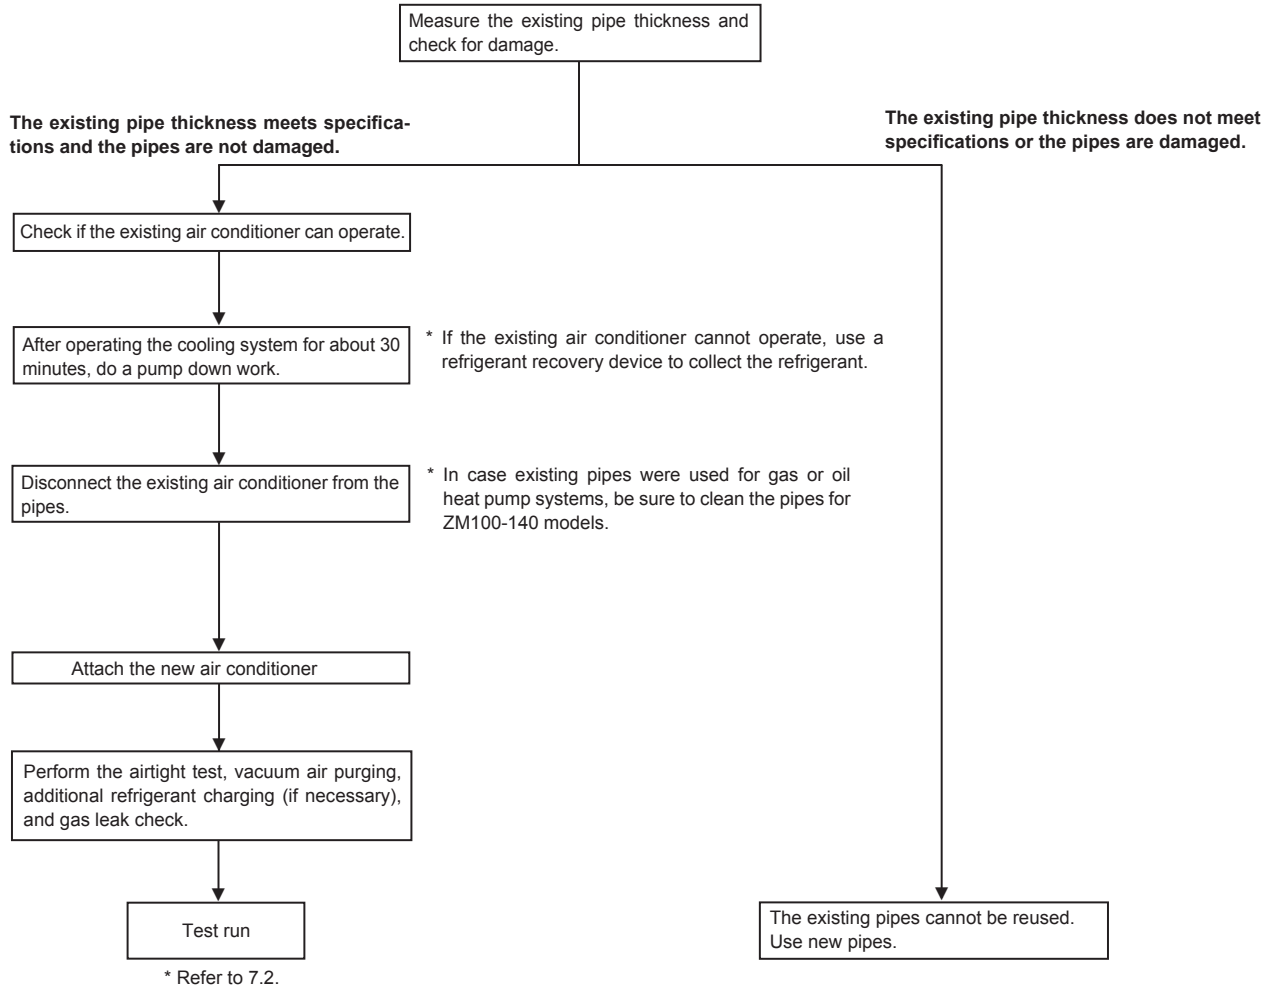 Measure the existing pipe thickness and
check for damage.
The existing pipe thickness meets specifica-
tions and the pipes are not damaged.
The existing pipe thickness does not meet
specifications or the pipes are damaged.
Check if the existing air conditioner can operate.
After operating the cooling system for about 30
minutes, do a pump down work.
* If the existing air conditioner cannot operate, use a
refrigerant recovery device to collect the refrigerant.
Disconnect the existing air conditioner from the
pipes.
* In case existing pipes were used for gas or oil
heat pump systems, be sure to clean the pipes for
ZM100-140 models.
Attach the new air conditioner
Perform the airtight test, vacuum air purging,
additional refrigerant charging (if necessary),
and gas leak check.
Test run
* Refer to 7.2.
The existing pipes cannot be reused.
Use new pipes.